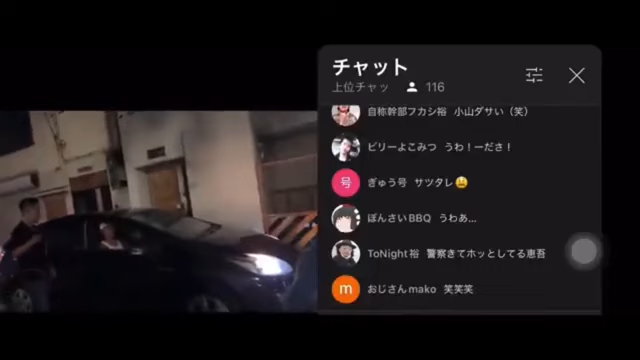 チャット
上位チャッ 116
自称幹部フカシ裕 小山ダサい（笑）
ビリーよこみつ うわ！ーださ！
号 ぎゅう号 サツタレ😩
ぼんさいBBQ うわあ...
ToNight裕 警察きてホッとしてる恵吾
m おじさんmako 笑笑笑